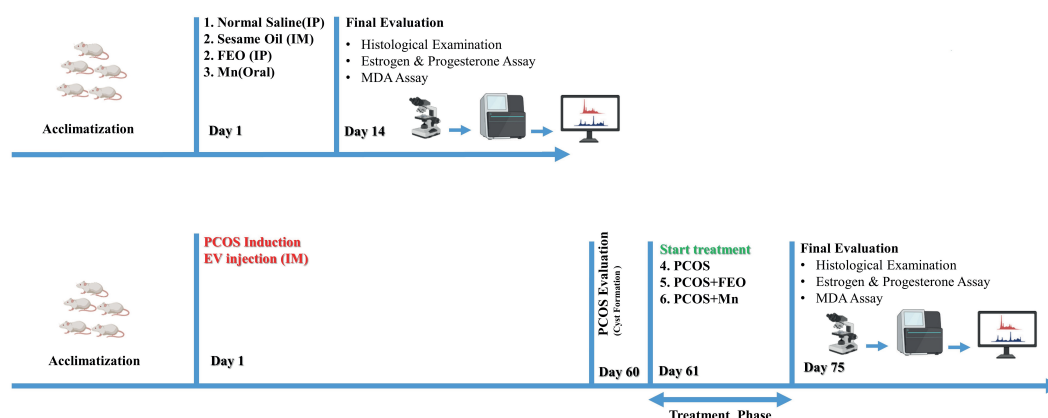 1. Normal Saline(IP)
2. Sesame Oil (IM)
2. FEO (IP)
3. Mn(Oral)
Final Evaluation
• Histological Examination
• Estrogen & Progesterone Assay
• MDA Assay
Acclimatization
Day 1
Day 14
PCOS Induction
EV injection (IM)
PCOS Evaluation
(Cyst Formation )
Start treatment
4. PCOS
5. PCOS+FEO
6. PCOS+Mn
Final Evaluation
• Histological Examination
• Estrogen & Progesterone Assay
• MDA Assay
Acclimatization
Day 1
Day 60
Day 61
Day 75
Treatment Phase